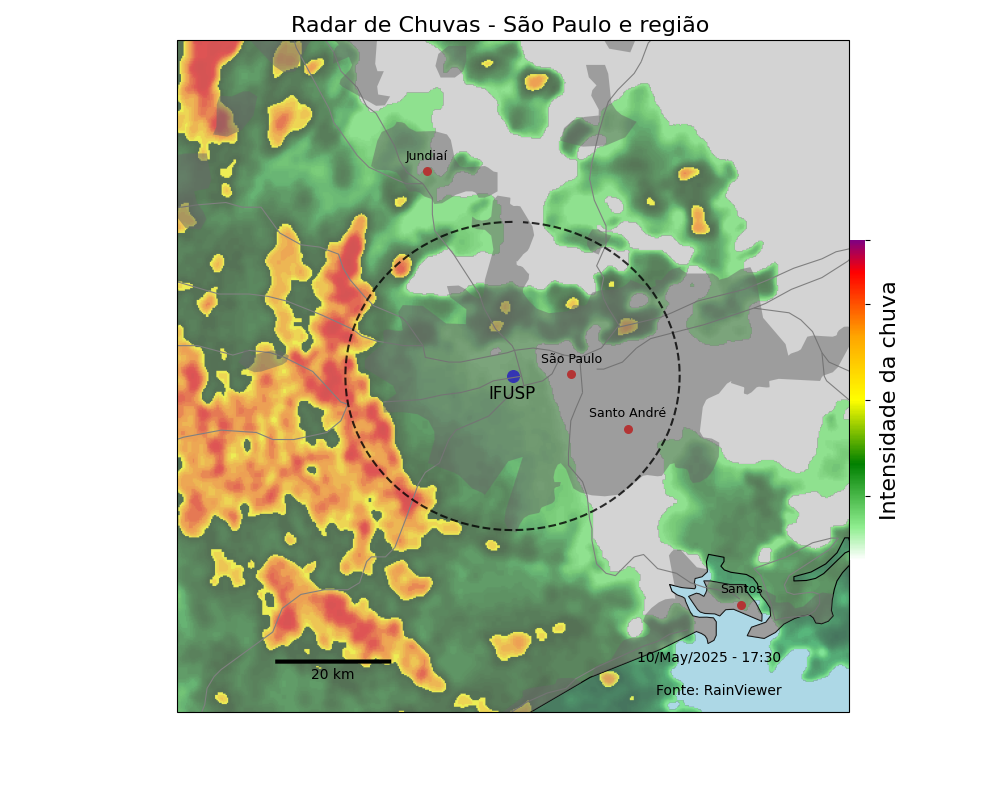 Radar de Chuvas - São Paulo e região
Jundiaí
São Paulo
IFUSP
Santo André
Intensidade da chuva
Santos
10/May/2025 - 17:30
20 km
Fonte: RainViewer